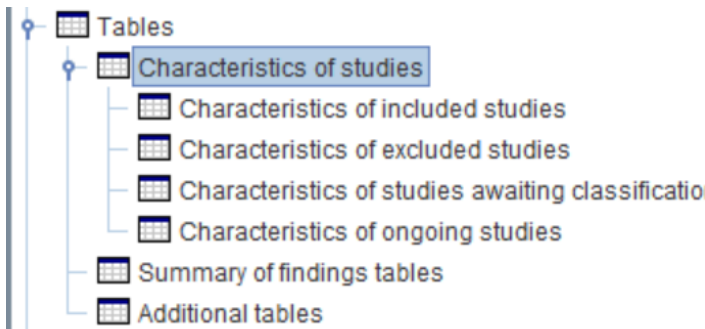 Tables
Characteristics of studies
Characteristics of included studies
Characteristics of excluded studies
Characteristics of studies awaiting classificatio
Characteristics of ongoing studies
Summary of findings tables
Additional tables